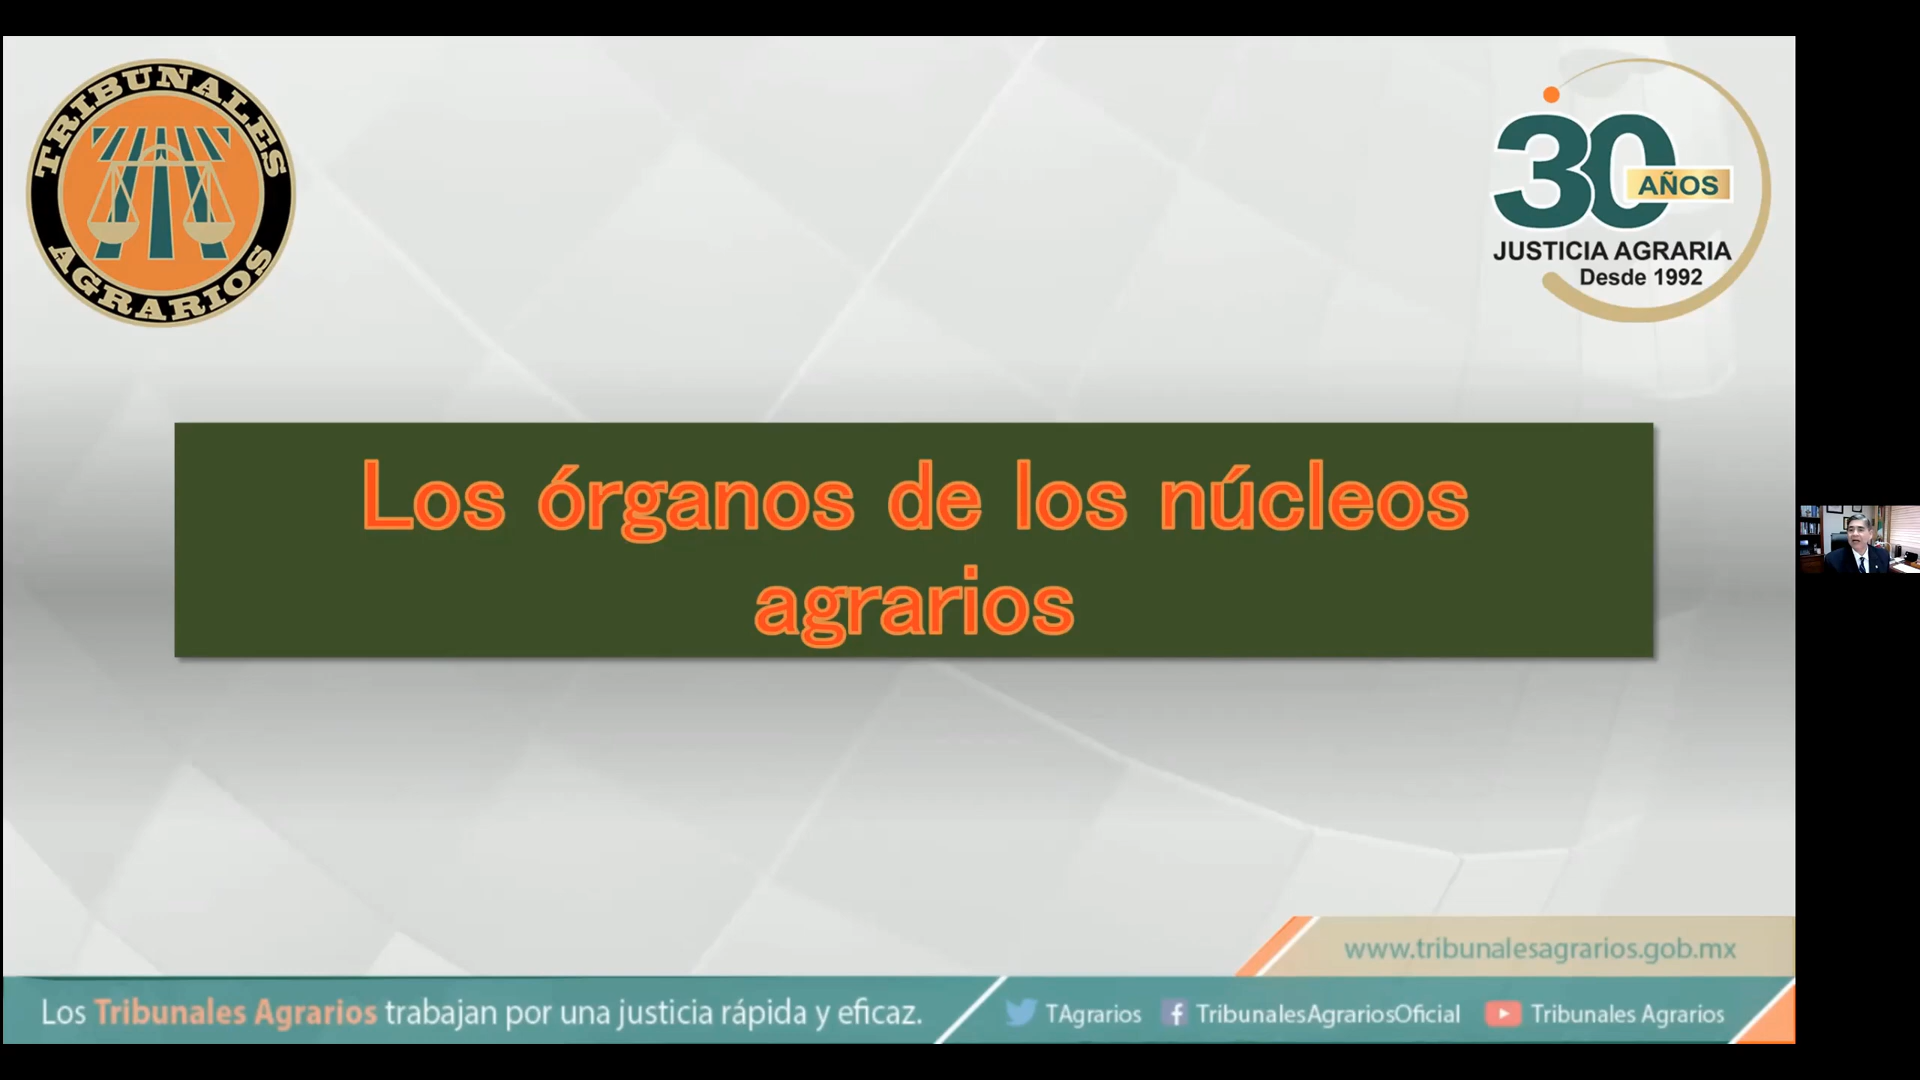 TRIBUNALES
AGRARIOS
30
AÑOS
JUSTICIA AGRARIA
Desde 1992
Los órganos de los núcleos
agrarios
www.tribunalesagrarios.gob.mx
Los Tribunales Agrarios trabajan por una justicia rápida y eficaz.
TAgrarios
TribunalesAgrariosOficial
Tribunales Agrarios